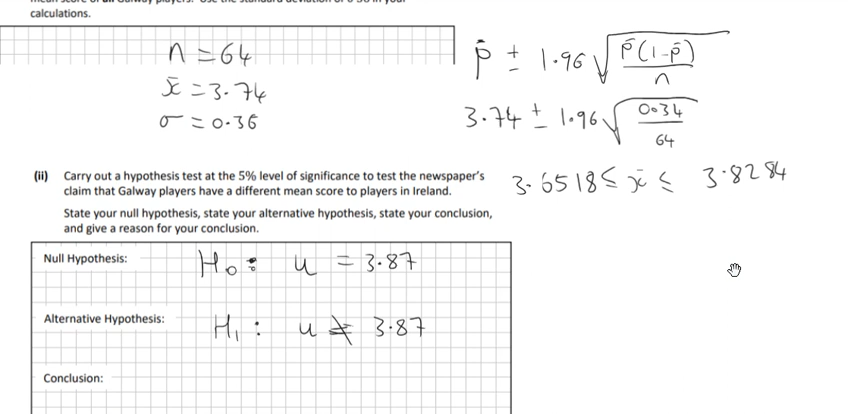 calculations.
n = 64
x̄ = 3.74
σ = 0.36
p̄ ± 1.96 √(p̄(1-p̄)/n)
3.74 ± 1.96 √(0.34/64)
3.6518 ≤ x̄ ≤ 3.8284
(ii) Carry out a hypothesis test at the 5% level of significance to test the newspaper's
claim that Galway players have a different mean score to players in Ireland.
State your null hypothesis, state your alternative hypothesis, state your conclusion,
and give a reason for your conclusion.
Null Hypothesis: H₀: u = 3.87
Alternative Hypothesis: H₁: u ≠ 3.87
Conclusion: